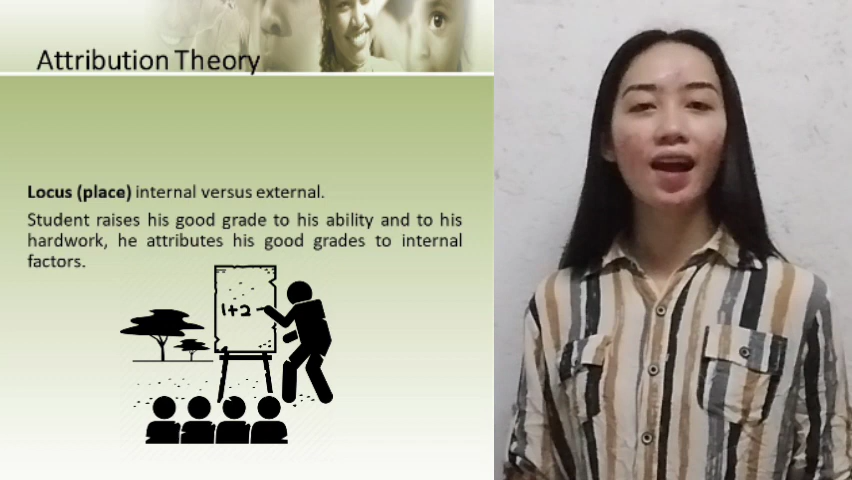 Attribution Theory
Locus (place) internal versus external.
Student raises his good grade to his ability and to his
hardwork, he attributes his good grades to internal
factors.
1+2